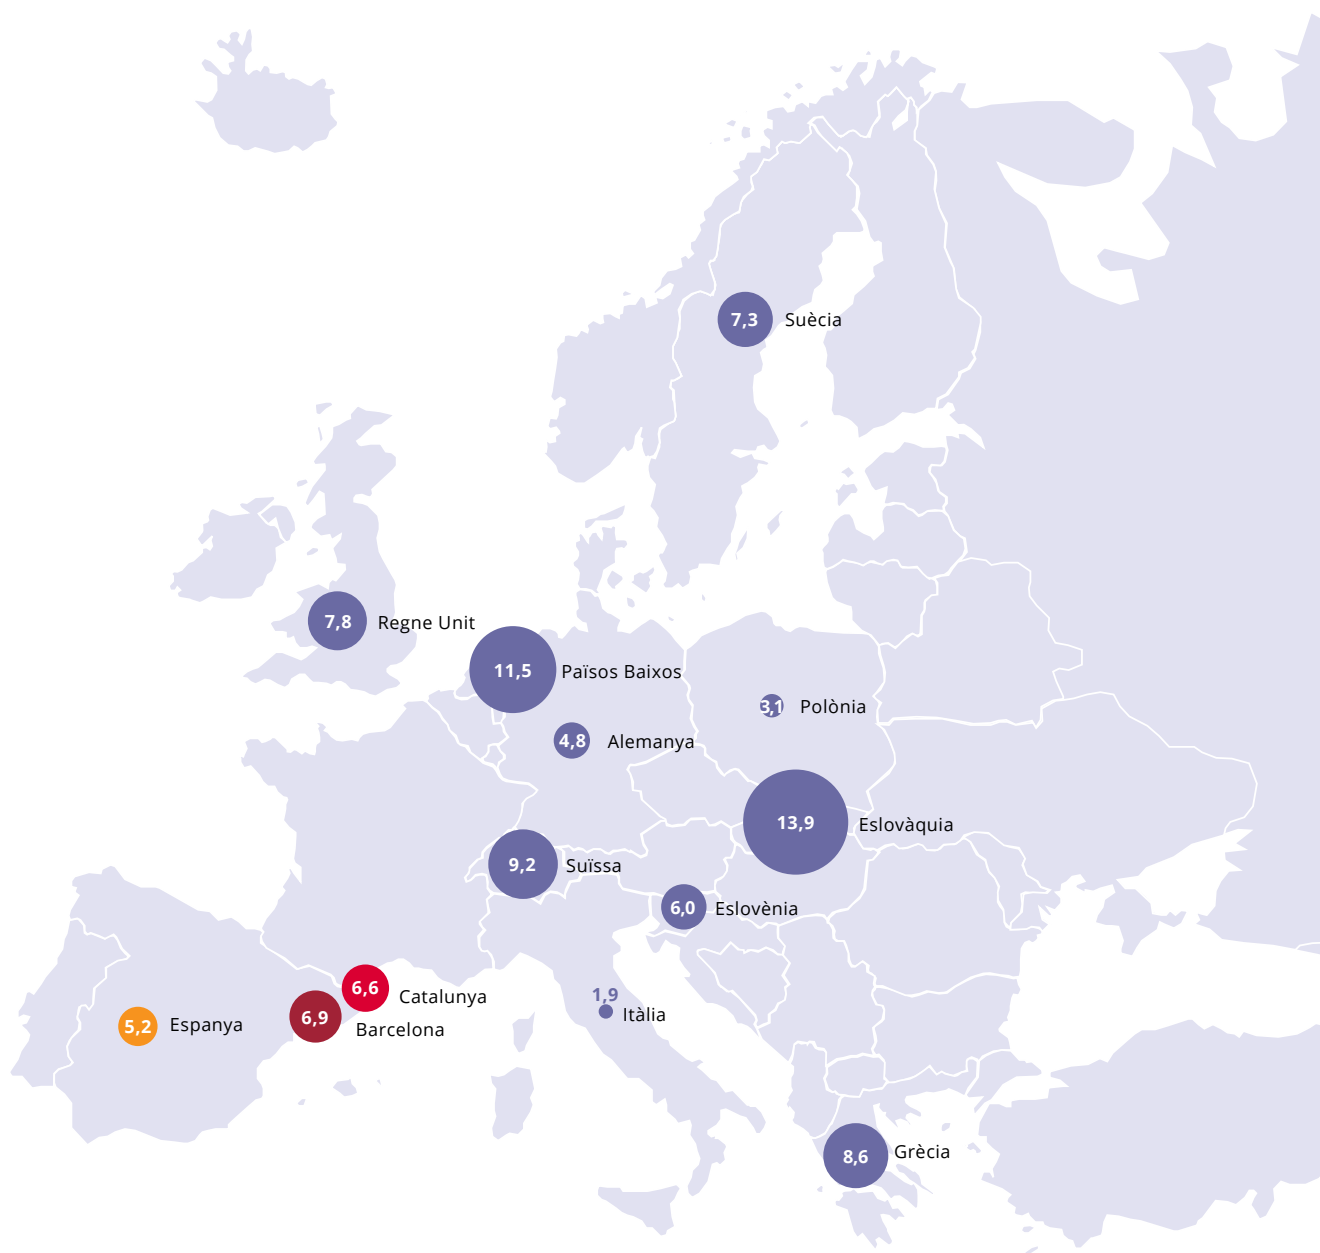 7,3 Suècia
7,8 Regne Unit
11,5 Països Baixos
3,1 Polònia
4,8 Alemanya
13,9 Eslovàquia
9,2 Suïssa
6,0 Eslovènia
6,6 Catalunya
1,9
Itàlia
6,9 Barcelona
5,2 Espanya
8,6 Grècia